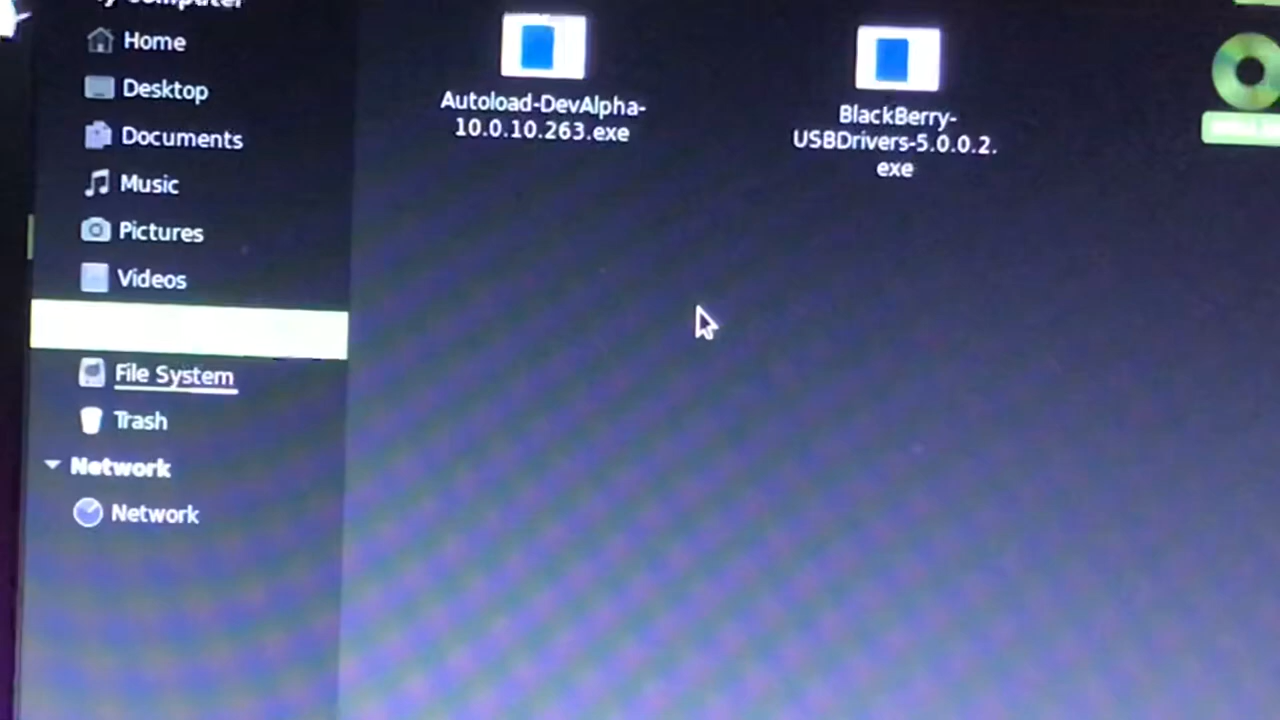 Computer
Home
Desktop
Documents
Music
Pictures
Videos
File System
Trash
Network
Network
Autoload-DevAlpha-
10.0.10.263.exe
BlackBerry-
USBDrivers-5.0.0.2.
exe